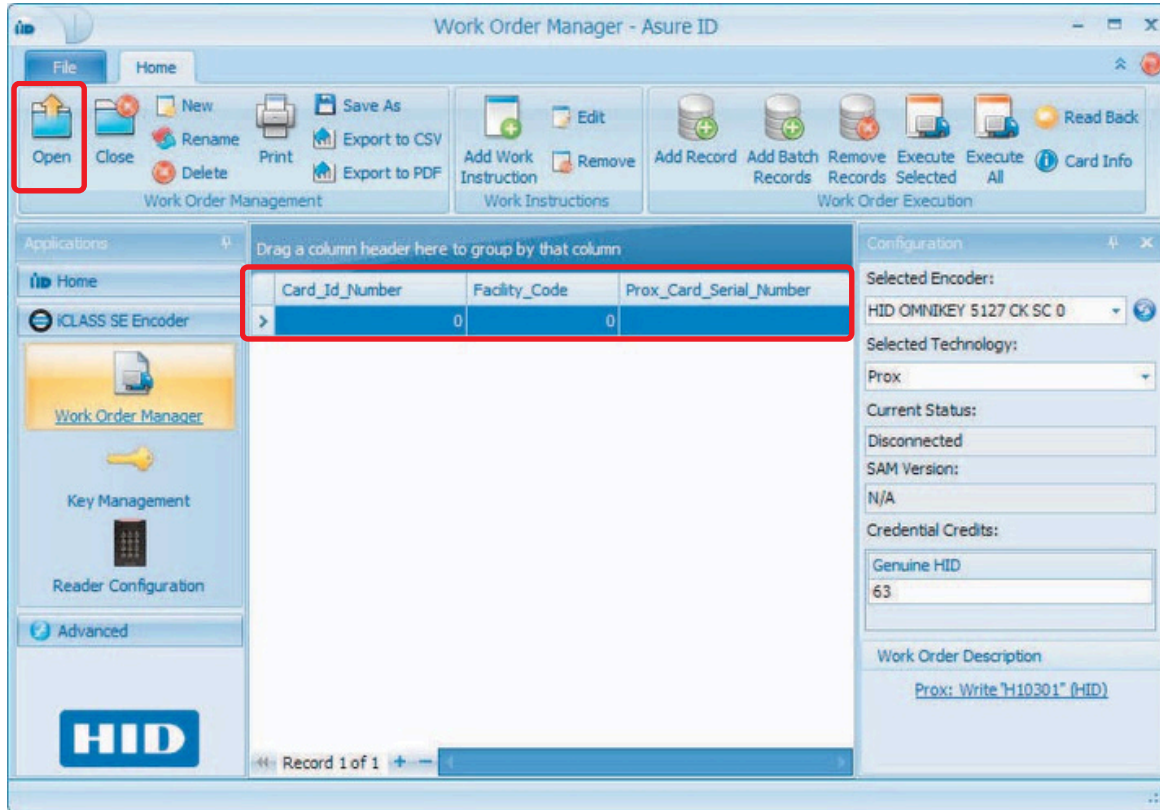 Work Order Manager - Asure ID
File Home
Open
Close
New
Rename
Delete
Print
Save As
Export to CSV
Export to PDF
Work Order Management
Add Work
Instruction
Edit
Remove
Work Instructions
Add Record
Add Batch
Records
Remove
Records
Execute
Selected
Execute
All
Read Back
Card Info
Work Order Execution
Applications
HID Home
iCLASS SE Encoder
Work Order Manager
Key Management
Reader Configuration
Advanced
HID
Drag a column header here to group by that column
Card_Id_Number Facility_Code Prox_Card_Serial_Number
0 0
Record 1 of 1
Configuration
Selected Encoder:
HID OMNIKEY 5127 CK SC 0
Selected Technology:
Prox
Current Status:
Disconnected
SAM Version:
N/A
Credential Credits:
Genuine HID
63
Work Order Description
Prox: Write "H10301" (HID)